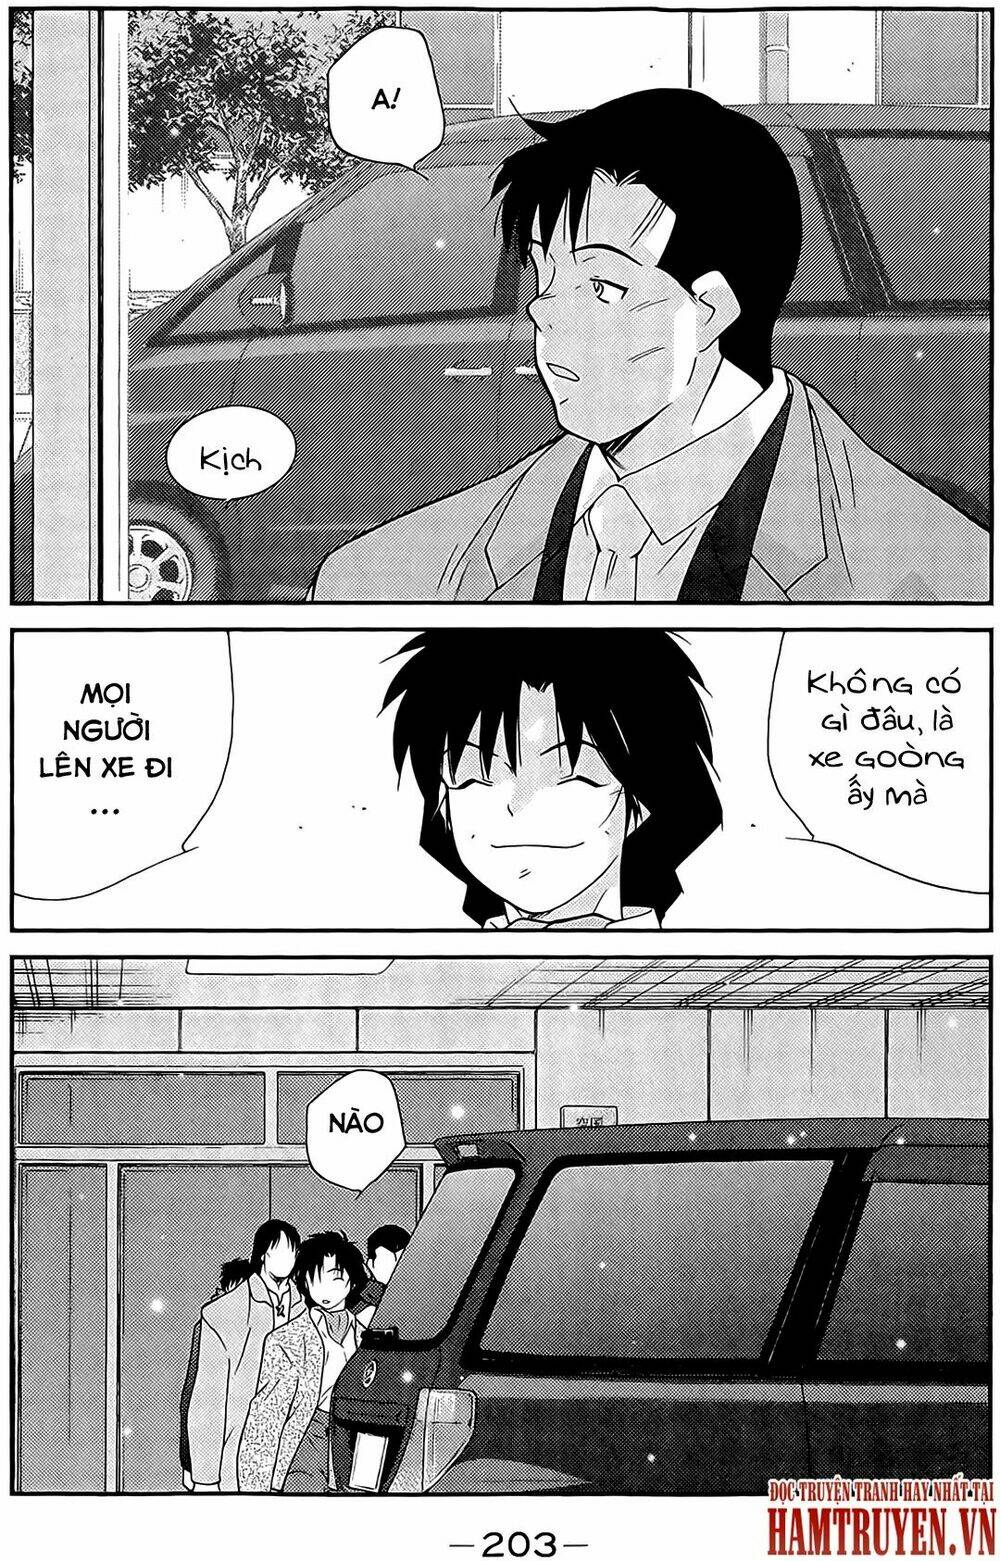 A!
Kịch
Không có
gì đâu, là
xe goòng
ấy mà
MỌI
NGƯỜI
LÊN XE ĐI
...
NÀO
-203-
ĐỌC TRUYỆN TRANH HAY NHẤT TẠI
HAMTRUYEN.VN